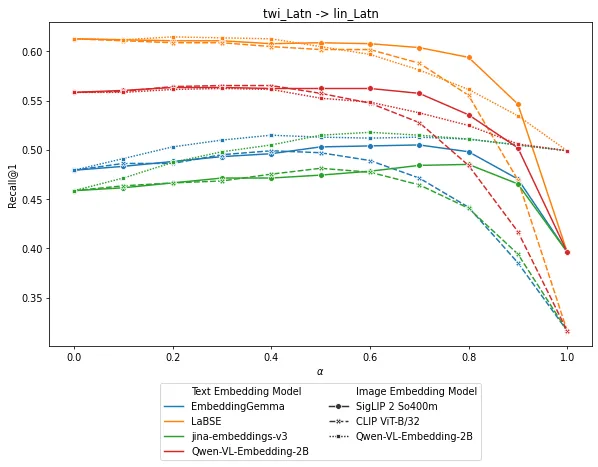 twi_Latn -> lin_Latn
Recall@1
0.60
0.55
0.50
0.45
0.40
0.35
0.0 0.2 0.4 0.6 0.8 1.0
α
Text Embedding Model Image Embedding Model
EmbeddingGemma SigLIP 2 So400m
LaBSE CLIP ViT-B/32
jina-embeddings-v3 Qwen-VL-Embedding-2B
Qwen-VL-Embedding-2B